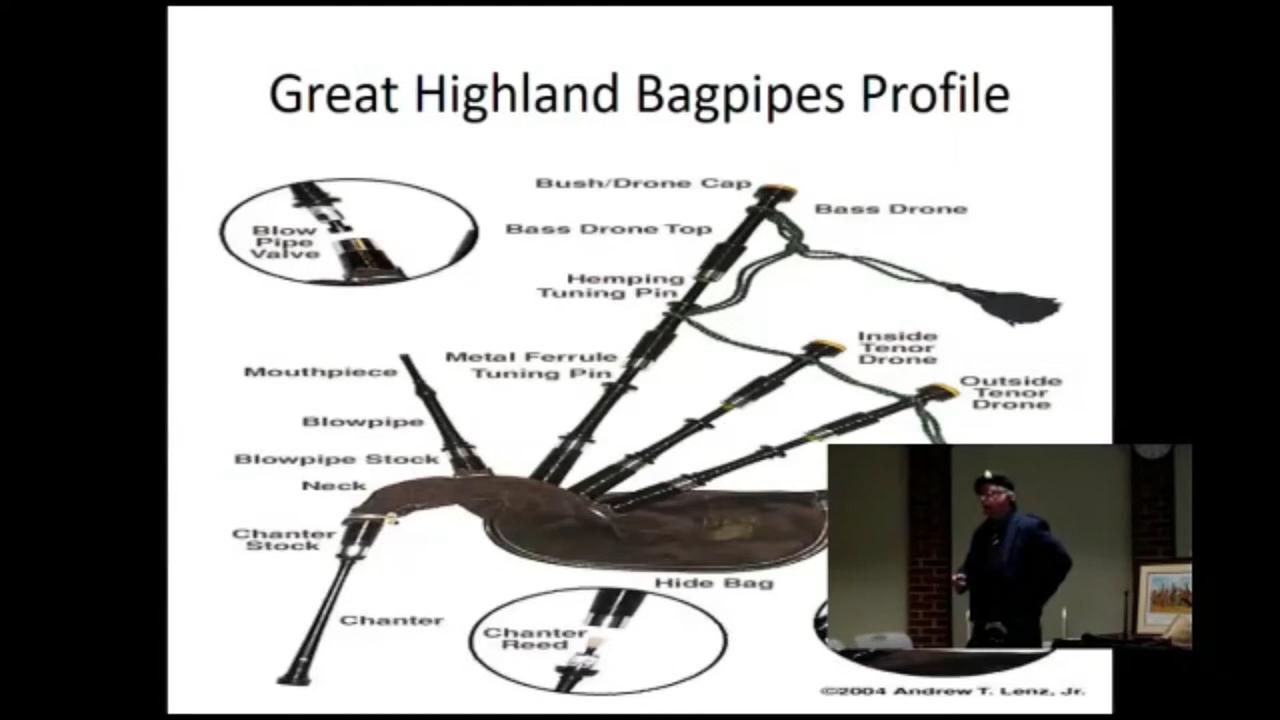 Great Highland Bagpipes Profile
Bush/Drone Cap
Bass Drone
Blow
Pipe
Valve
Bass Drone Top
Hemping
Tuning Pin
Inside
Tenor
Drone
Metal Ferrule
Tuning Pin
Mouthpiece
Outside
Tenor
Drone
Blowpipe
Blowpipe Stock
Neck
Chanter
Stock
Hide Bag
Chanter
Chanter
Reed
©2004 Andrew T. Lenz, Jr.